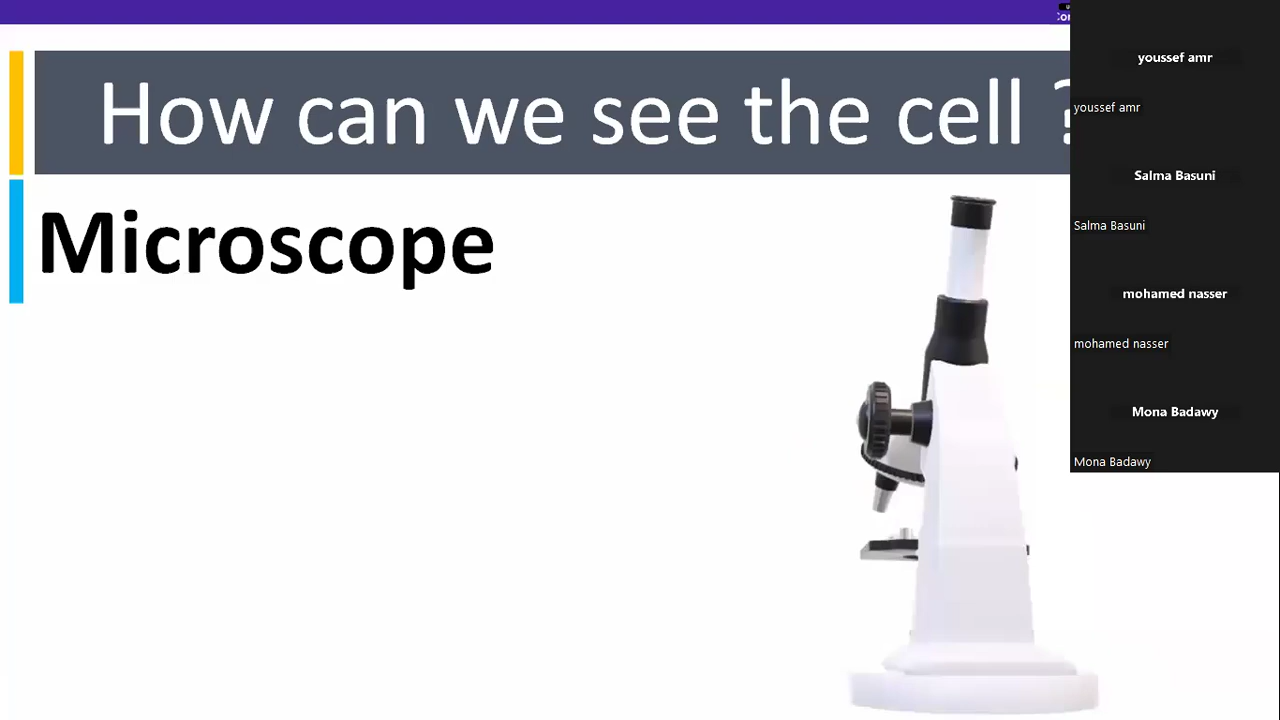 How can we see the cell ?
Microscope
youssef amr
youssef amr
Salma Basuni
Salma Basuni
mohamed nasser
mohamed nasser
Mona Badawy
Mona Badawy